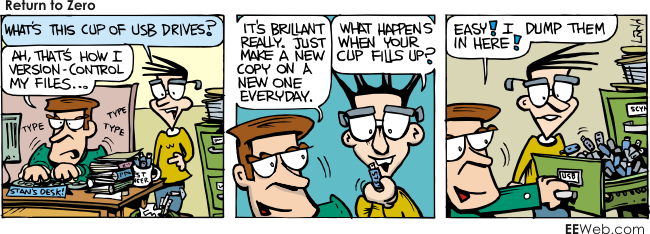 Return to Zero
WHAT'S THIS CUP OF USB DRIVES?
AH, THAT'S HOW I
VERSION-CONTROL
MY FILES...
TYPE
TYPE
TYPE
STAN'S DESK!
IT'S BRILLANT
REALLY. JUST
MAKE A NEW
COPY ON A
NEW ONE
EVERYDAY.
WHAT HAPPENS
WHEN YOUR
CUP FILLS UP?
EASY! I DUMP THEM
IN HERE!
USB
EEWeb.com